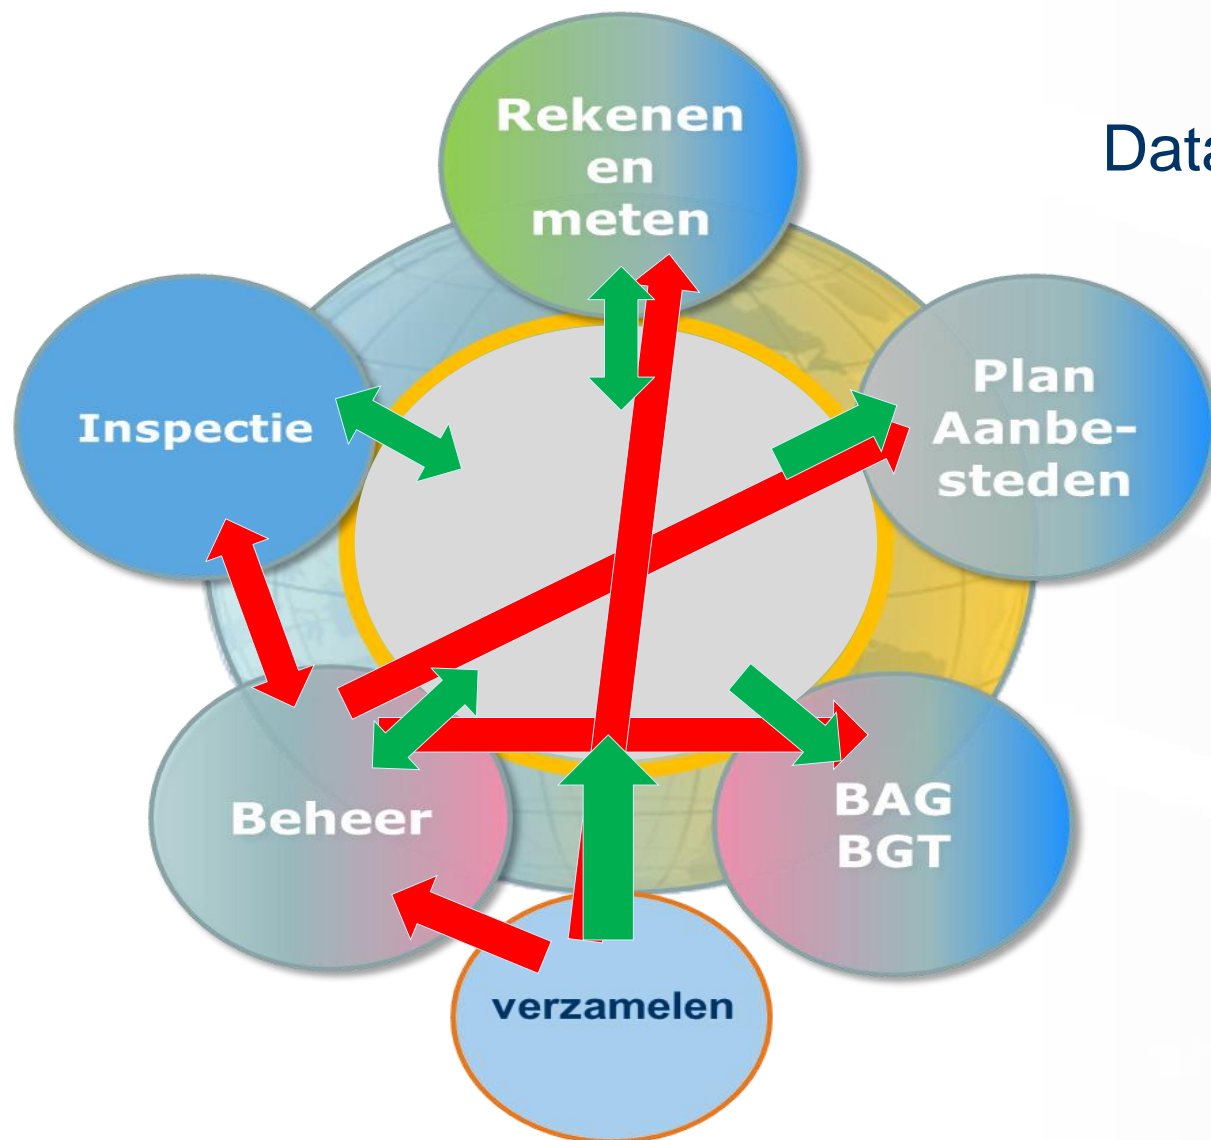 Rekenen
en
meten
Data
Inspectie
Plan
Aanbe-
steden
Beheer
BAG
BGT
verzamelen